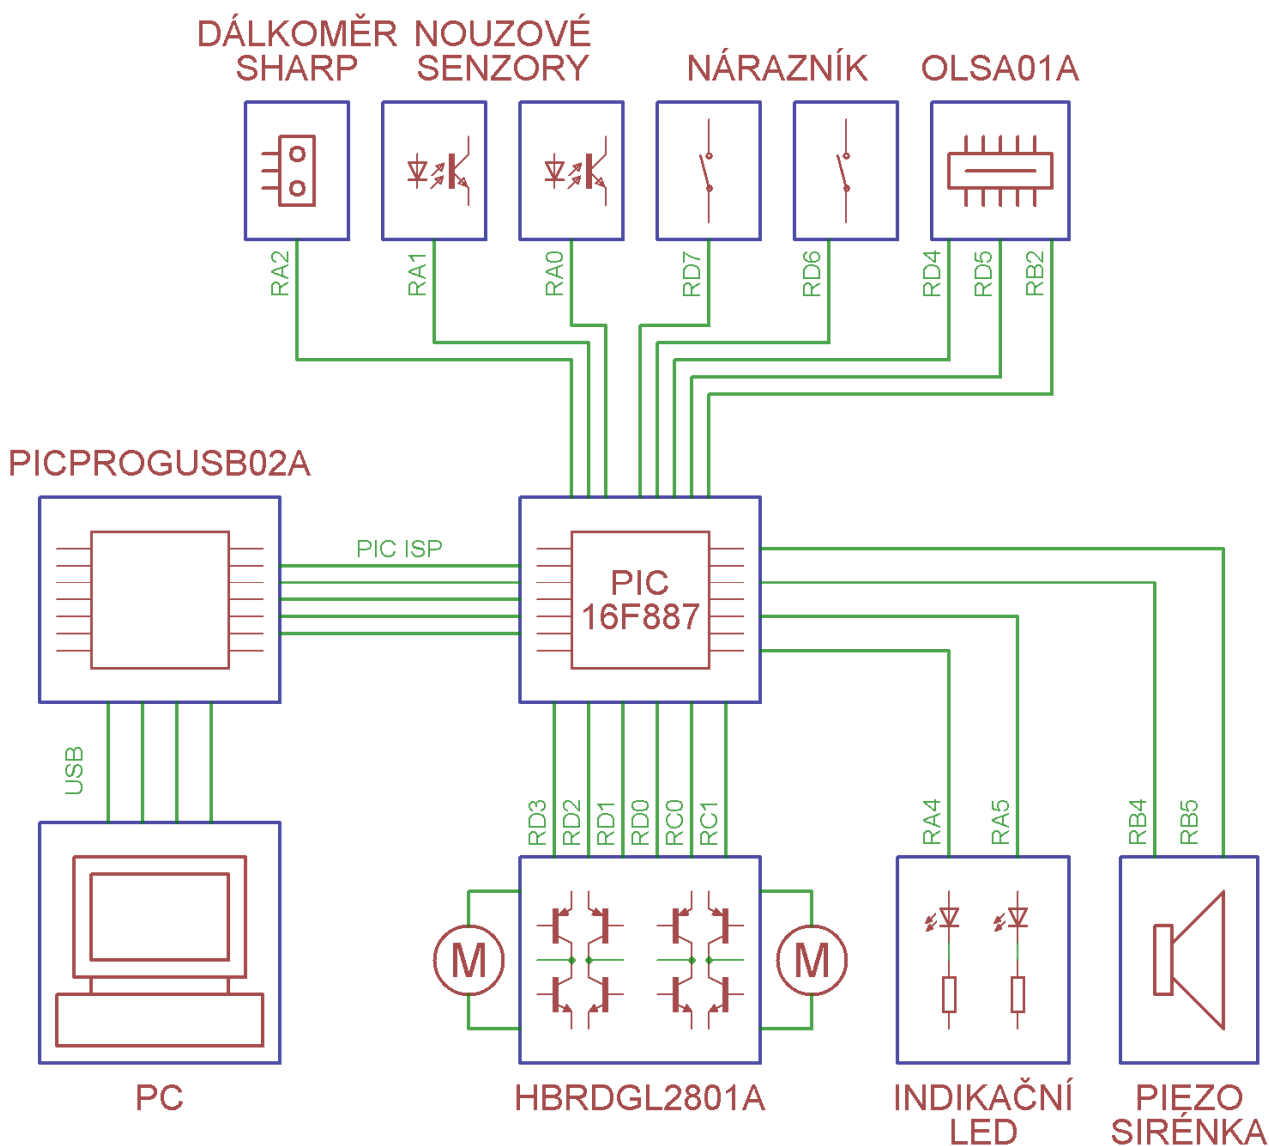 DÁLKOMĚR
SHARP
NOUZOVÉ
SENZORY
NÁRAZNÍK
OLSA01A
RA2
RA1
RA0
RD7
RD6
RD4
RD5
RB2
PICPROGUSB02A
PIC ISP
PIC
16F887
USB
RD3
RD2
RD1
RD0
RC0
RC1
RA4
RA5
RB4
RB5
M
M
PC
HBRDGL2801A
INDIKAČNÍ
LED
PIEZO
SIRÉNKA